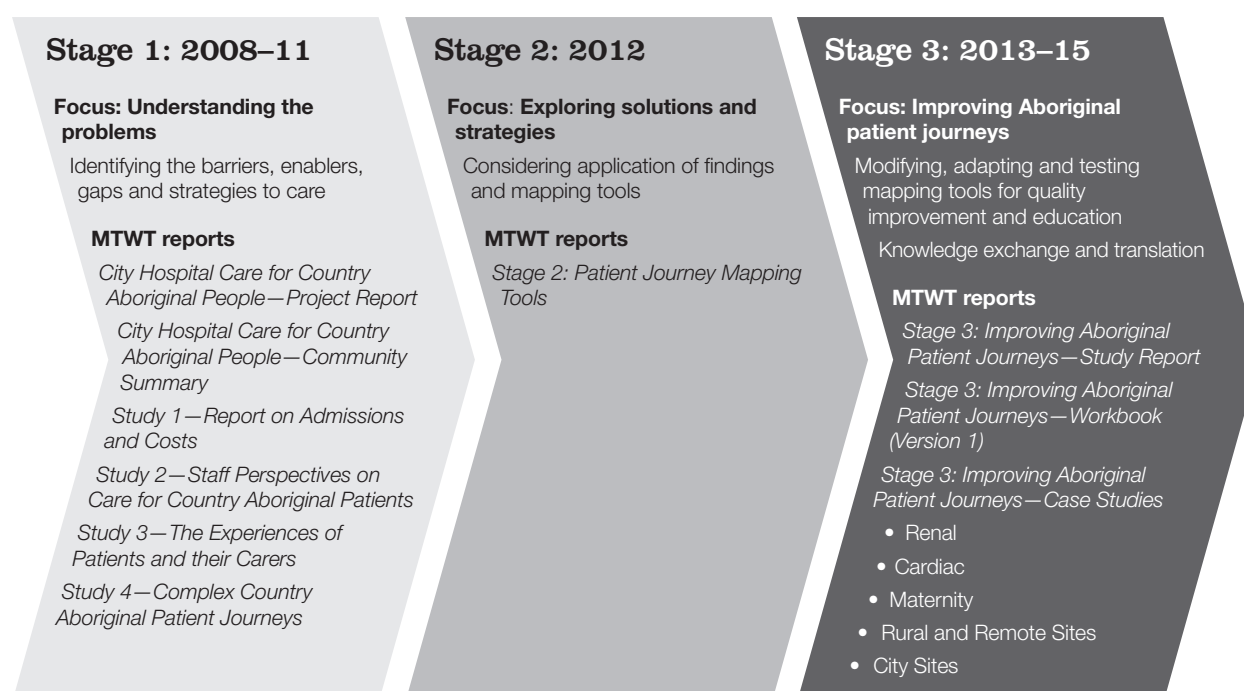 Stage 1: 2008–11
Focus: Understanding the
problems
Identifying the barriers, enablers,
gaps and strategies to care
MTWT reports
City Hospital Care for Country
Aboriginal People—Project Report
City Hospital Care for Country
Aboriginal People—Community
Summary
Study 1—Report on Admissions
and Costs
Study 2—Staff Perspectives on
Care for Country Aboriginal Patients
Study 3—The Experiences of
Patients and their Carers
Study 4—Complex Country
Aboriginal Patient Journeys
Stage 2: 2012
Focus: Exploring solutions and
strategies
Considering application of findings
and mapping tools
MTWT reports
Stage 2: Patient Journey Mapping
Tools
Stage 3: 2013–15
Focus: Improving Aboriginal
patient journeys
Modifying, adapting and testing
mapping tools for quality
improvement and education
Knowledge exchange and translation
MTWT reports
Stage 3: Improving Aboriginal
Patient Journeys—Study Report
Stage 3: Improving Aboriginal
Patient Journeys—Workbook
(Version 1)
Stage 3: Improving Aboriginal
Patient Journeys—Case Studies
• Renal
• Cardiac
• Maternity
• Rural and Remote Sites
• City Sites